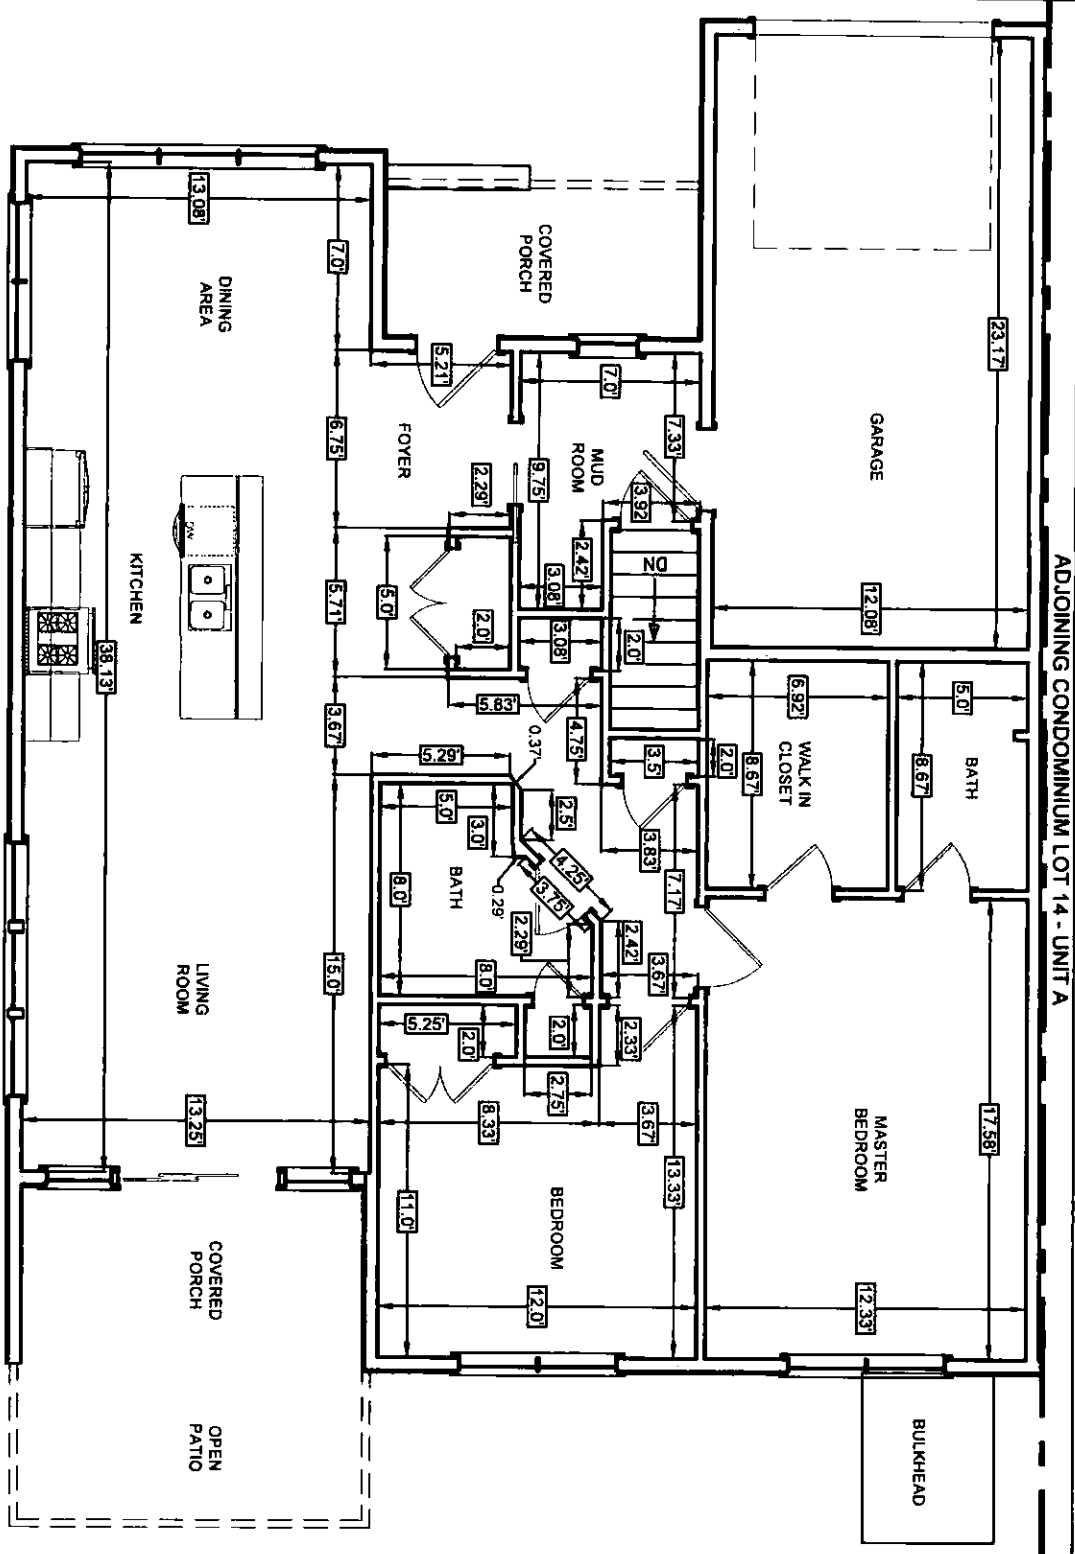 ADJOINING CONDOMINIUM LOT 14 - UNIT A
23.17'
GARAGE
12.08'
5.0'
BATH
8.67'
6.92'
WALK IN
CLOSET
8.67'
17.58'
MASTER
BEDROOM
12.33'
BULKHEAD
COVERED
PORCH
7.0'
7.33'
MUD
ROOM
9.75'
3.92'
2.42'
3.08'
DN
2.0'
3.08'
3.5'
2.0'
4.75'
3.83'
7.17'
5.21'
FOYER
2.29'
5.0'
2.0'
5.83'
5.29'
0.37'
2.5'
4.25'
3.75'
0.29'
2.29'
5.0'
3.0'
BATH
8.0'
8.0'
2.42'
3.67'
2.33'
2.0'
2.75'
5.25'
2.0'
8.33'
3.67'
13.33'
BEDROOM
11.0'
12.0'
13.08'
7.0'
DINING
AREA
6.75'
5.71'
3.67'
DW
KITCHEN
38.13'
15.0'
LIVING
ROOM
13.25'
COVERED
PORCH
OPEN
PATIO